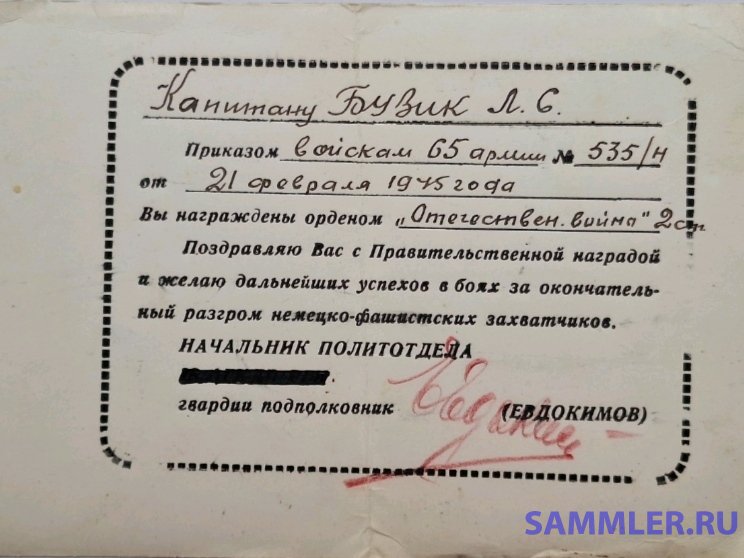 Капитану Бузик Л. С.
Приказом войскам 65 армии № 535/н
от 21 февраля 1945 года
Вы награждены орденом „Отечествен. война" 2 ст
Поздравляю Вас с Правительственной наградой
и желаю дальнейших успехов в боях за окончатель-
ный разгром немецко-фашистских захватчиков.
НАЧАЛЬНИК ПОЛИТОТДЕЛА
гвардии подполковник (ЕВДОКИМОВ)
SAMMLER.RU